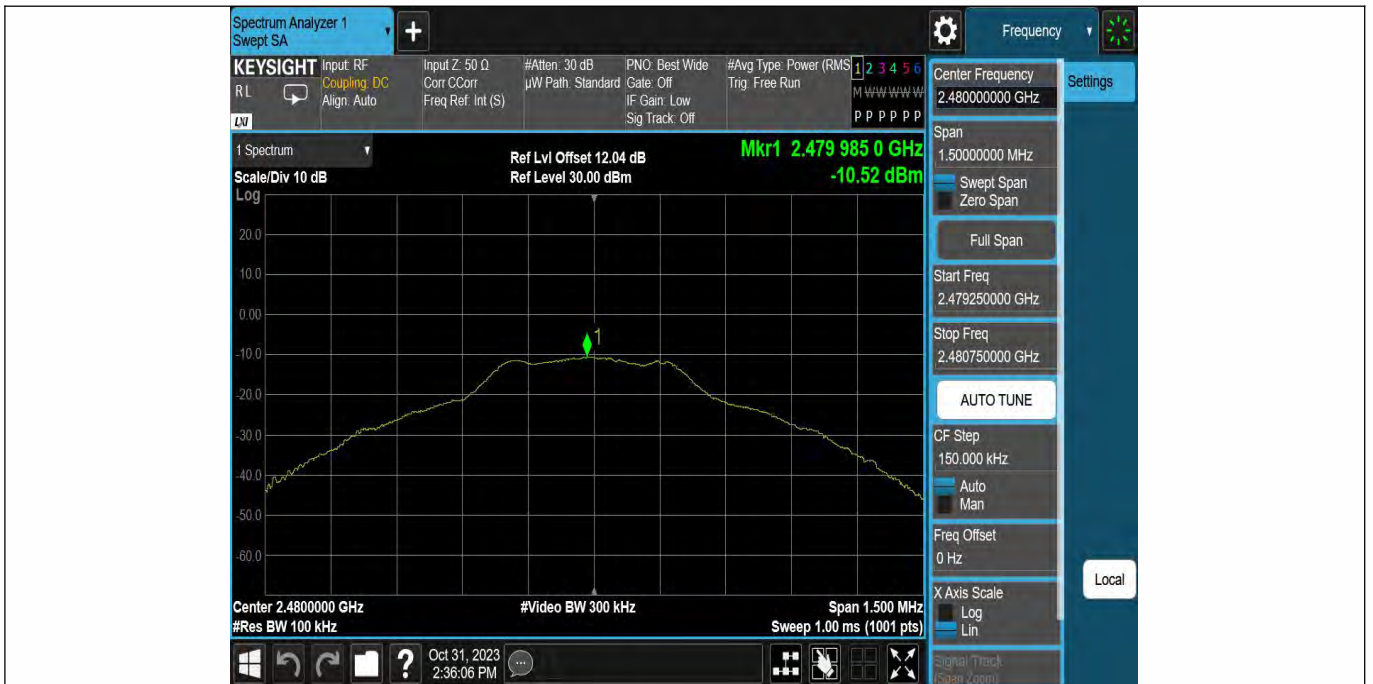 Spectrum Analyzer 1
Swept SA
+
Frequency
KEYSIGHT
R L
LXI
Input: RF
Coupling: DC
Align: Auto
Input Z: 50 Ω
Corr CCorr
Freq Ref: Int (S)
#Atten: 30 dB
µW Path: Standard
PNO: Best Wide
Gate: Off
IF Gain: Low
Sig Track: Off
#Avg Type: Power (RMS
Trig: Free Run
1 2 3 4 5 6
M W W W W W
P P P P P P
1 Spectrum
Scale/Div 10 dB
Log
Ref Lvl Offset 12.04 dB
Ref Level 30.00 dBm
Mkr1 2.479 985 0 GHz
-10.52 dBm
20.0
10.0
0.00
-10.0
-20.0
-30.0
-40.0
-50.0
-60.0
1
Center 2.4800000 GHz
#Res BW 100 kHz
#Video BW 300 kHz
Span 1.500 MHz
Sweep 1.00 ms (1001 pts)
?
Oct 31, 2023
2:36:06 PM
Center Frequency
2.480000000 GHz
Settings
Span
1.50000000 MHz
Swept Span
Zero Span
Full Span
Start Freq
2.479250000 GHz
Stop Freq
2.480750000 GHz
AUTO TUNE
CF Step
150.000 kHz
Auto
Man
Freq Offset
0 Hz
X Axis Scale
Log
Lin
Local
Signal Track
(Span Zoom)